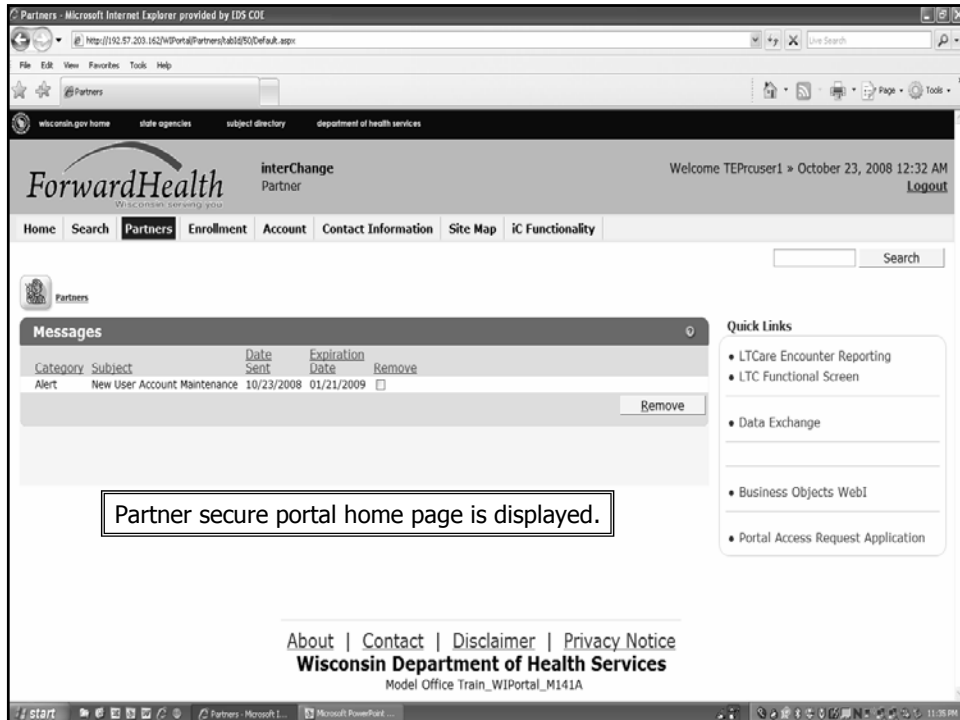 Partners - Microsoft Internet Explorer provided by EDS COE
http://192.57.203.162/WIPortal/Partners/tabId/50/Default.aspx
Live Search
File Edit View Favorites Tools Help
Partners
Page Tools
wisconsin.gov home state agencies subject directory department of health services
ForwardHealth
Wisconsin serving you
interChange
Partner
Welcome TEPrcuser1 » October 23, 2008 12:32 AM
Logout
Home Search Partners Enrollment Account Contact Information Site Map iC Functionality
Search
Partners
Messages
Category Subject Date Sent Expiration Date Remove
Alert New User Account Maintenance 10/23/2008 01/21/2009
Remove
Quick Links
• LTCare Encounter Reporting
• LTC Functional Screen
• Data Exchange
• Business Objects WebI
• Portal Access Request Application
Partner secure portal home page is displayed.
About | Contact | Disclaimer | Privacy Notice
Wisconsin Department of Health Services
Model Office Train_WIPortal_M141A
start
Partners - Microsoft I...
Microsoft PowerPoint ...
11:35 PM